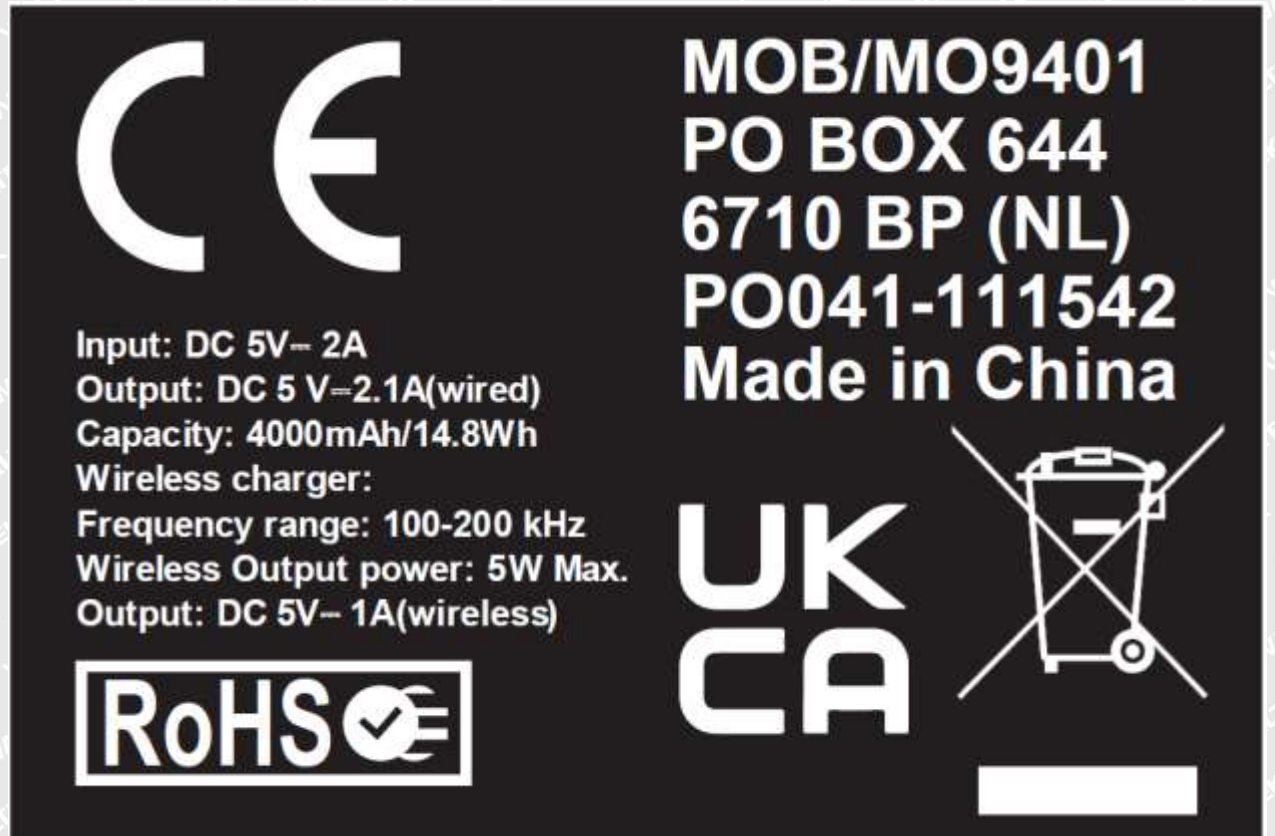 CE
Input: DC 5V⎓ 2A
Output: DC 5 V⎓2.1A(wired)
Capacity: 4000mAh/14.8Wh
Wireless charger:
Frequency range: 100-200 kHz
Wireless Output power: 5W Max.
Output: DC 5V⎓ 1A(wireless)
RoHS
MOB/MO9401
PO BOX 644
6710 BP (NL)
PO041-111542
Made in China
UK
CA